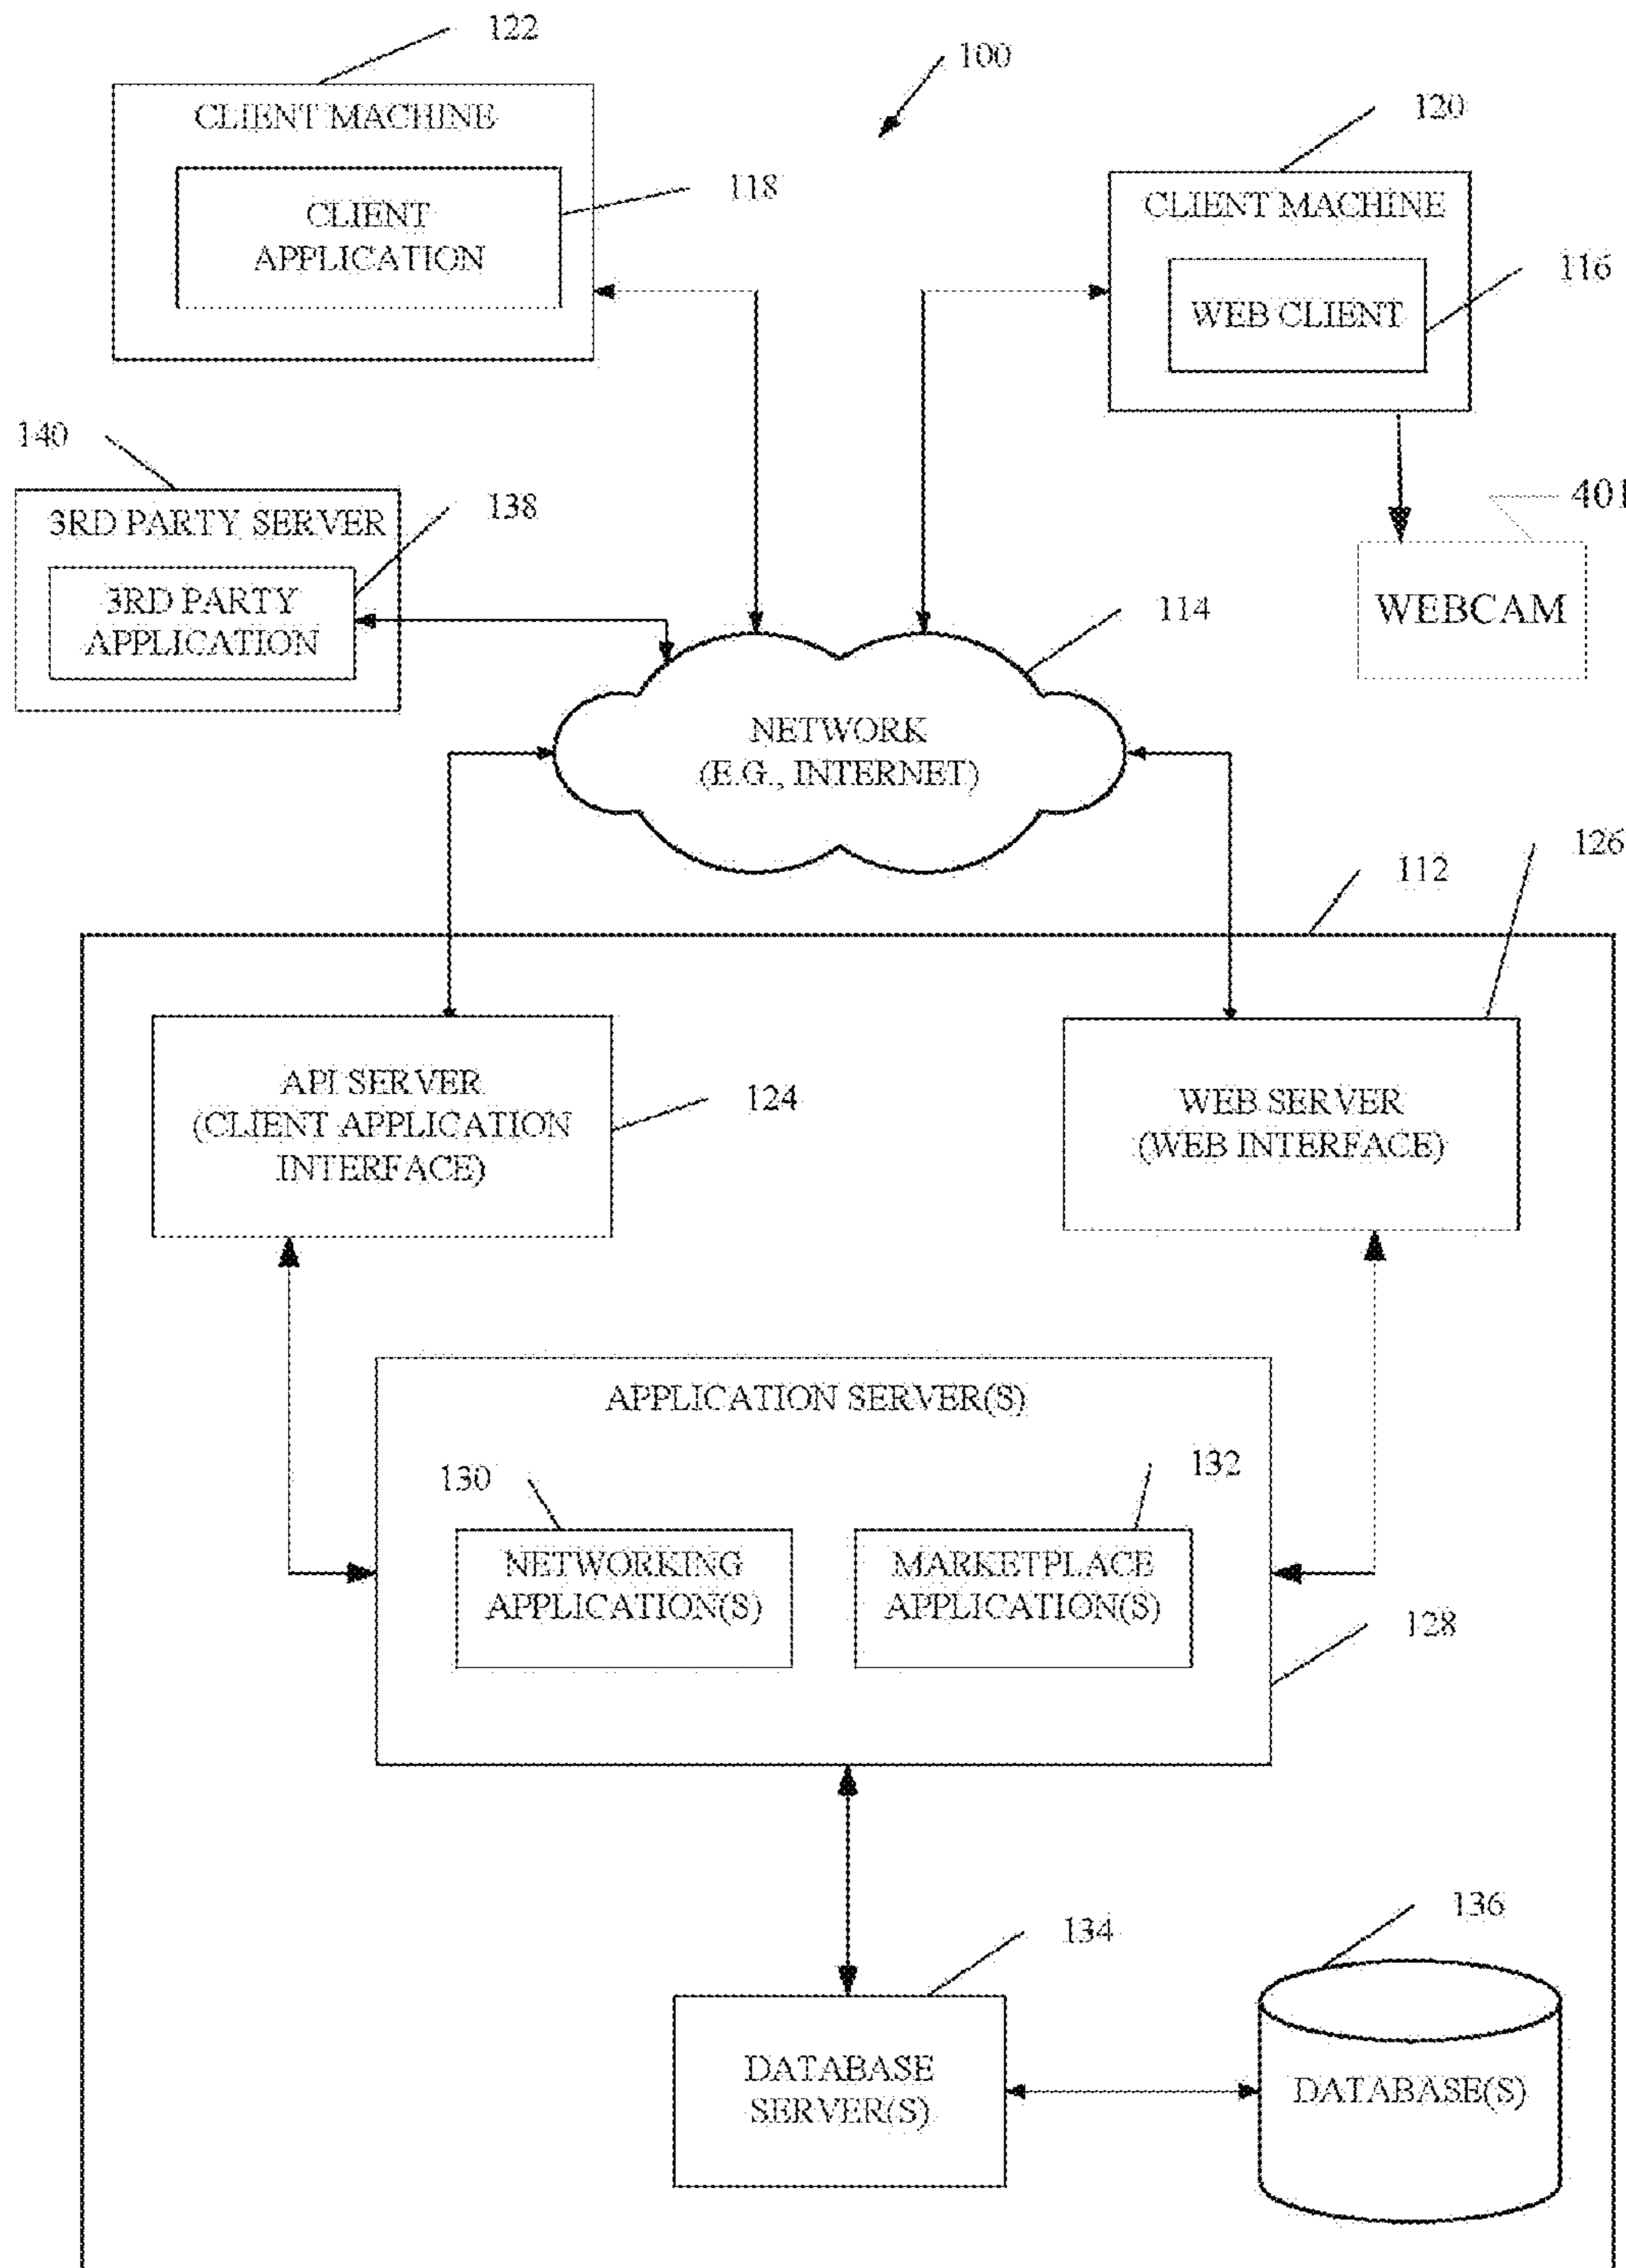 122
100
CLIENT MACHINE
120
118
CLIENT
APPLICATION
CLIENT MACHINE
116
WEB CLIENT
140
3RD PARTY SERVER
138
401
3RD PARTY
APPLICATION
WEBCAM
114
NETWORK
(E.G., INTERNET)
126
112
API SERVER
(CLIENT APPLICATION
INTERFACE)
124
WEB SERVER
(WEB INTERFACE)
APPLICATION SERVER(S)
130
132
NETWORKING
APPLICATION(S)
MARKETPLACE
APPLICATION(S)
128
136
134
DATABASE
SERVER(S)
DATABASE(S)